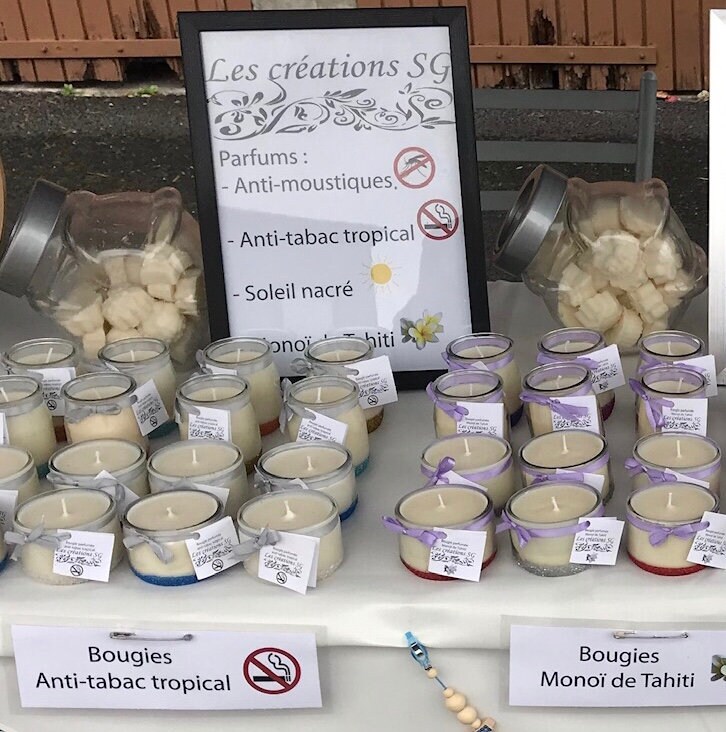 Les créations SG
Parfums :
- Anti-moustiques.
- Anti-tabac tropical
- Soleil nacré
Monoï de Tahiti
Bougies
Anti-tabac tropical
Bougies
Monoï de Tahiti